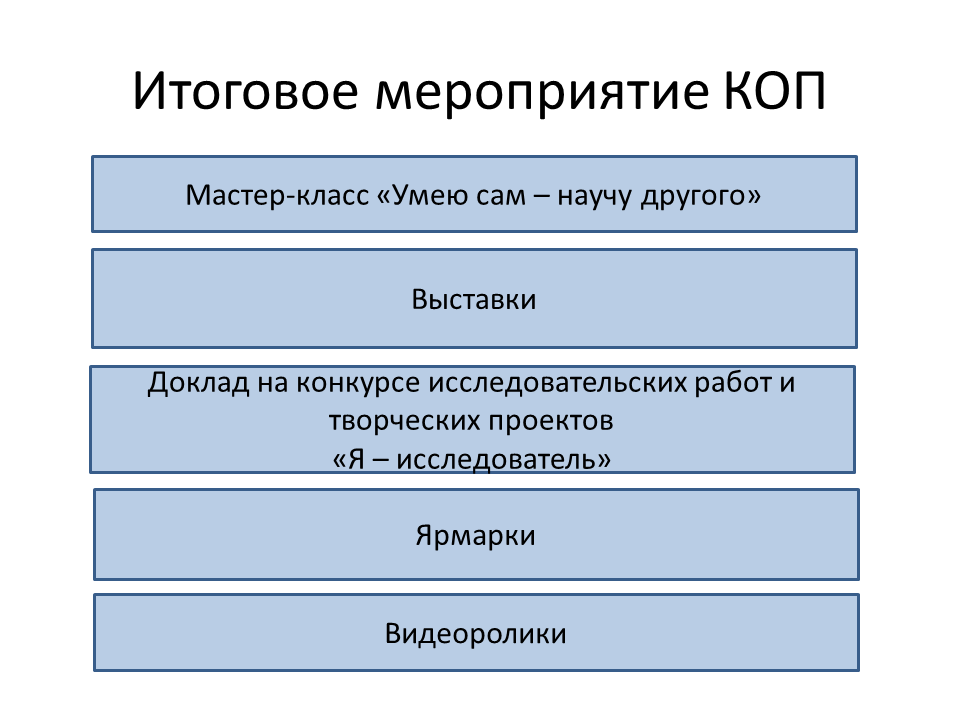 Итоговое мероприятие КОП
Мастер-класс «Умею сам – научу другого»
Выставки
Доклад на конкурсе исследовательских работ и
творческих проектов
«Я – исследователь»
Ярмарки
Видеоролики